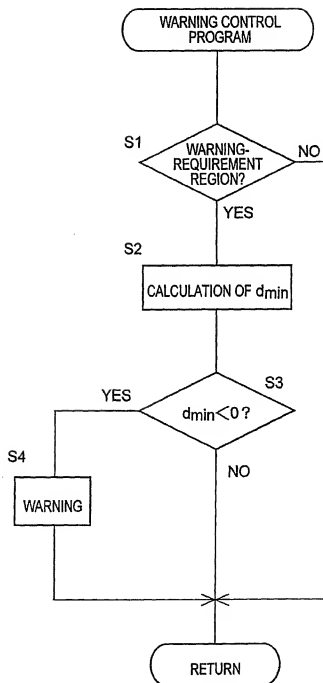 WARNING CONTROL
PROGRAM
S1
WARNING-
REQUIREMENT
REGION?
NO
YES
S2
CALCULATION OF dmin
YES
S3
dmin<0?
S4
NO
WARNING
RETURN